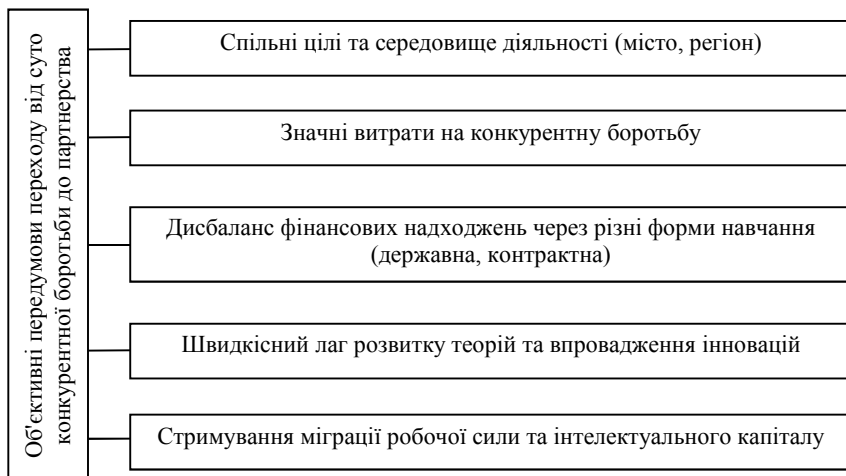 Об'єктивні передумови переходу від суто
конкурентної боротьби до партнерства
Спільні цілі та середовище діяльності (місто, регіон)
Значні витрати на конкурентну боротьбу
Дисбаланс фінансових надходжень через різні форми навчання
(державна, контрактна)
Швидкісний лаг розвитку теорій та впровадження інновацій
Стримування міграції робочої сили та інтелектуального капіталу